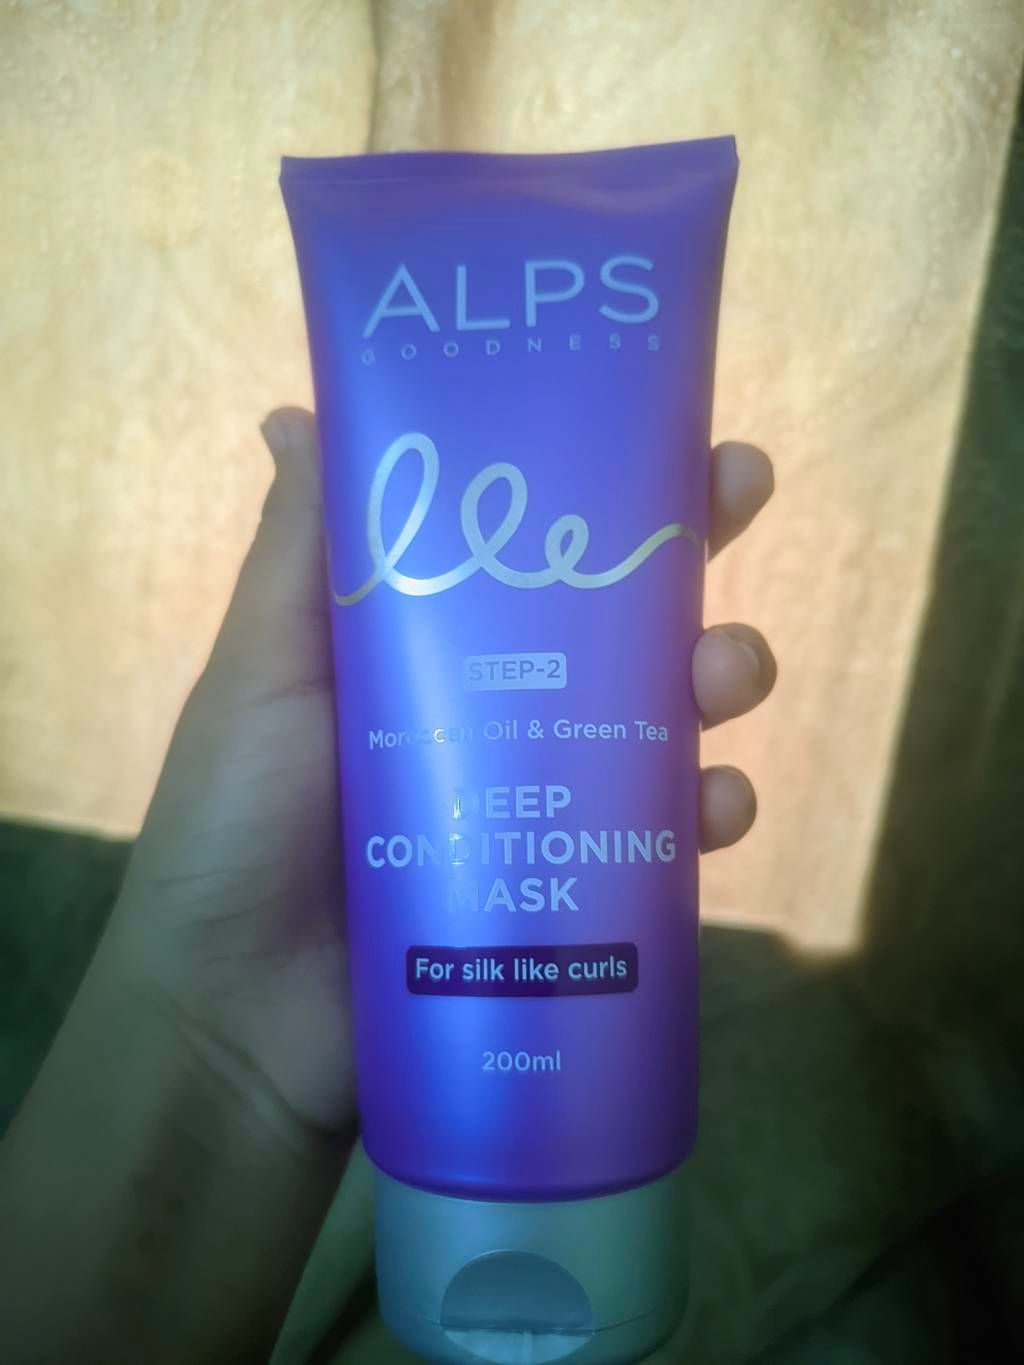 ALPS
GOODNESS
STEP-2
Moroccan Oil & Green Tea
DEEP
CONDITIONING
MASK
For silk like curls
200ml